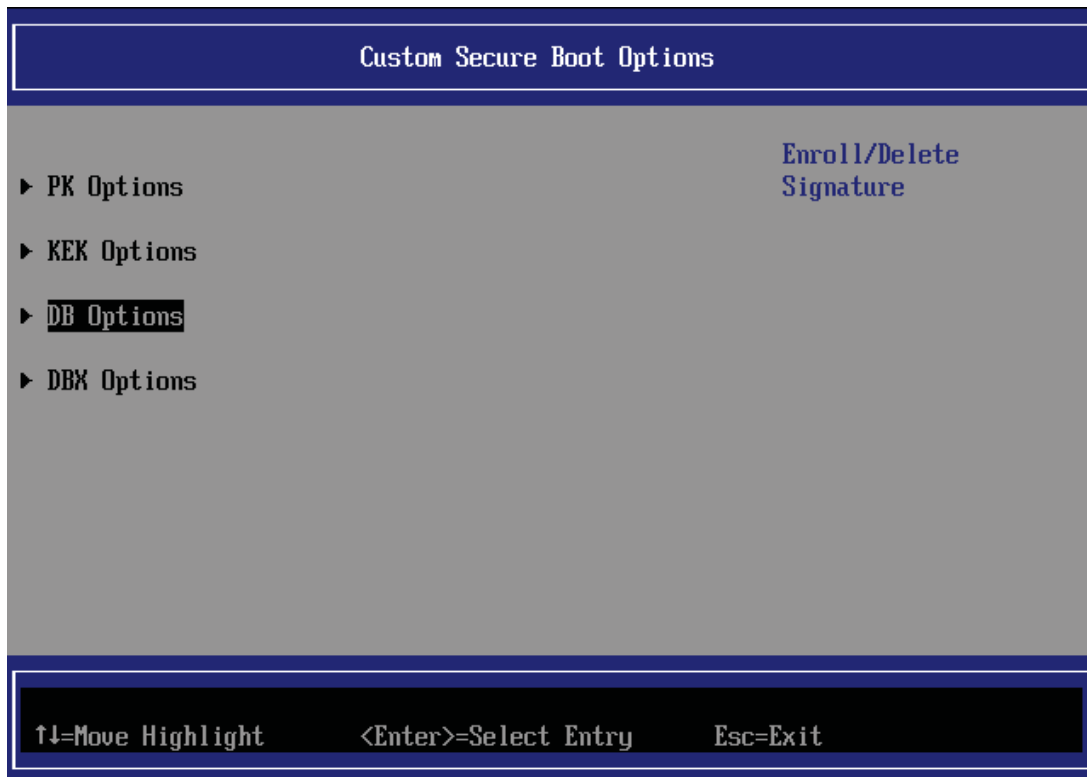 Custom Secure Boot Options
Enroll/Delete
Signature
▶ PK Options
▶ KEK Options
▶ DB Options
▶ DBX Options
↑↓=Move Highlight <Enter>=Select Entry Esc=Exit